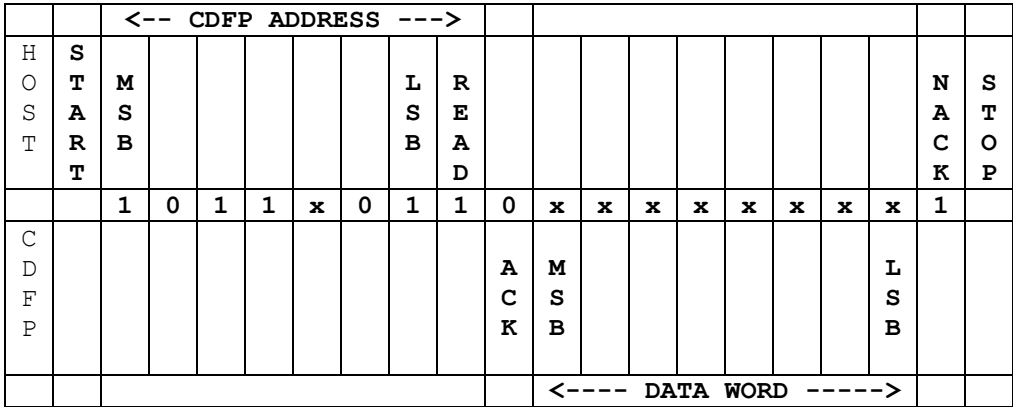 <-- CDFP ADDRESS --->
HOST
START
MSB
LSB
READ
NACK
STOP
1 0 1 1 x 0 1 1 0 x x x x x x x x 1
CDFP
ACK
MSB
LSB
<---- DATA WORD ----->